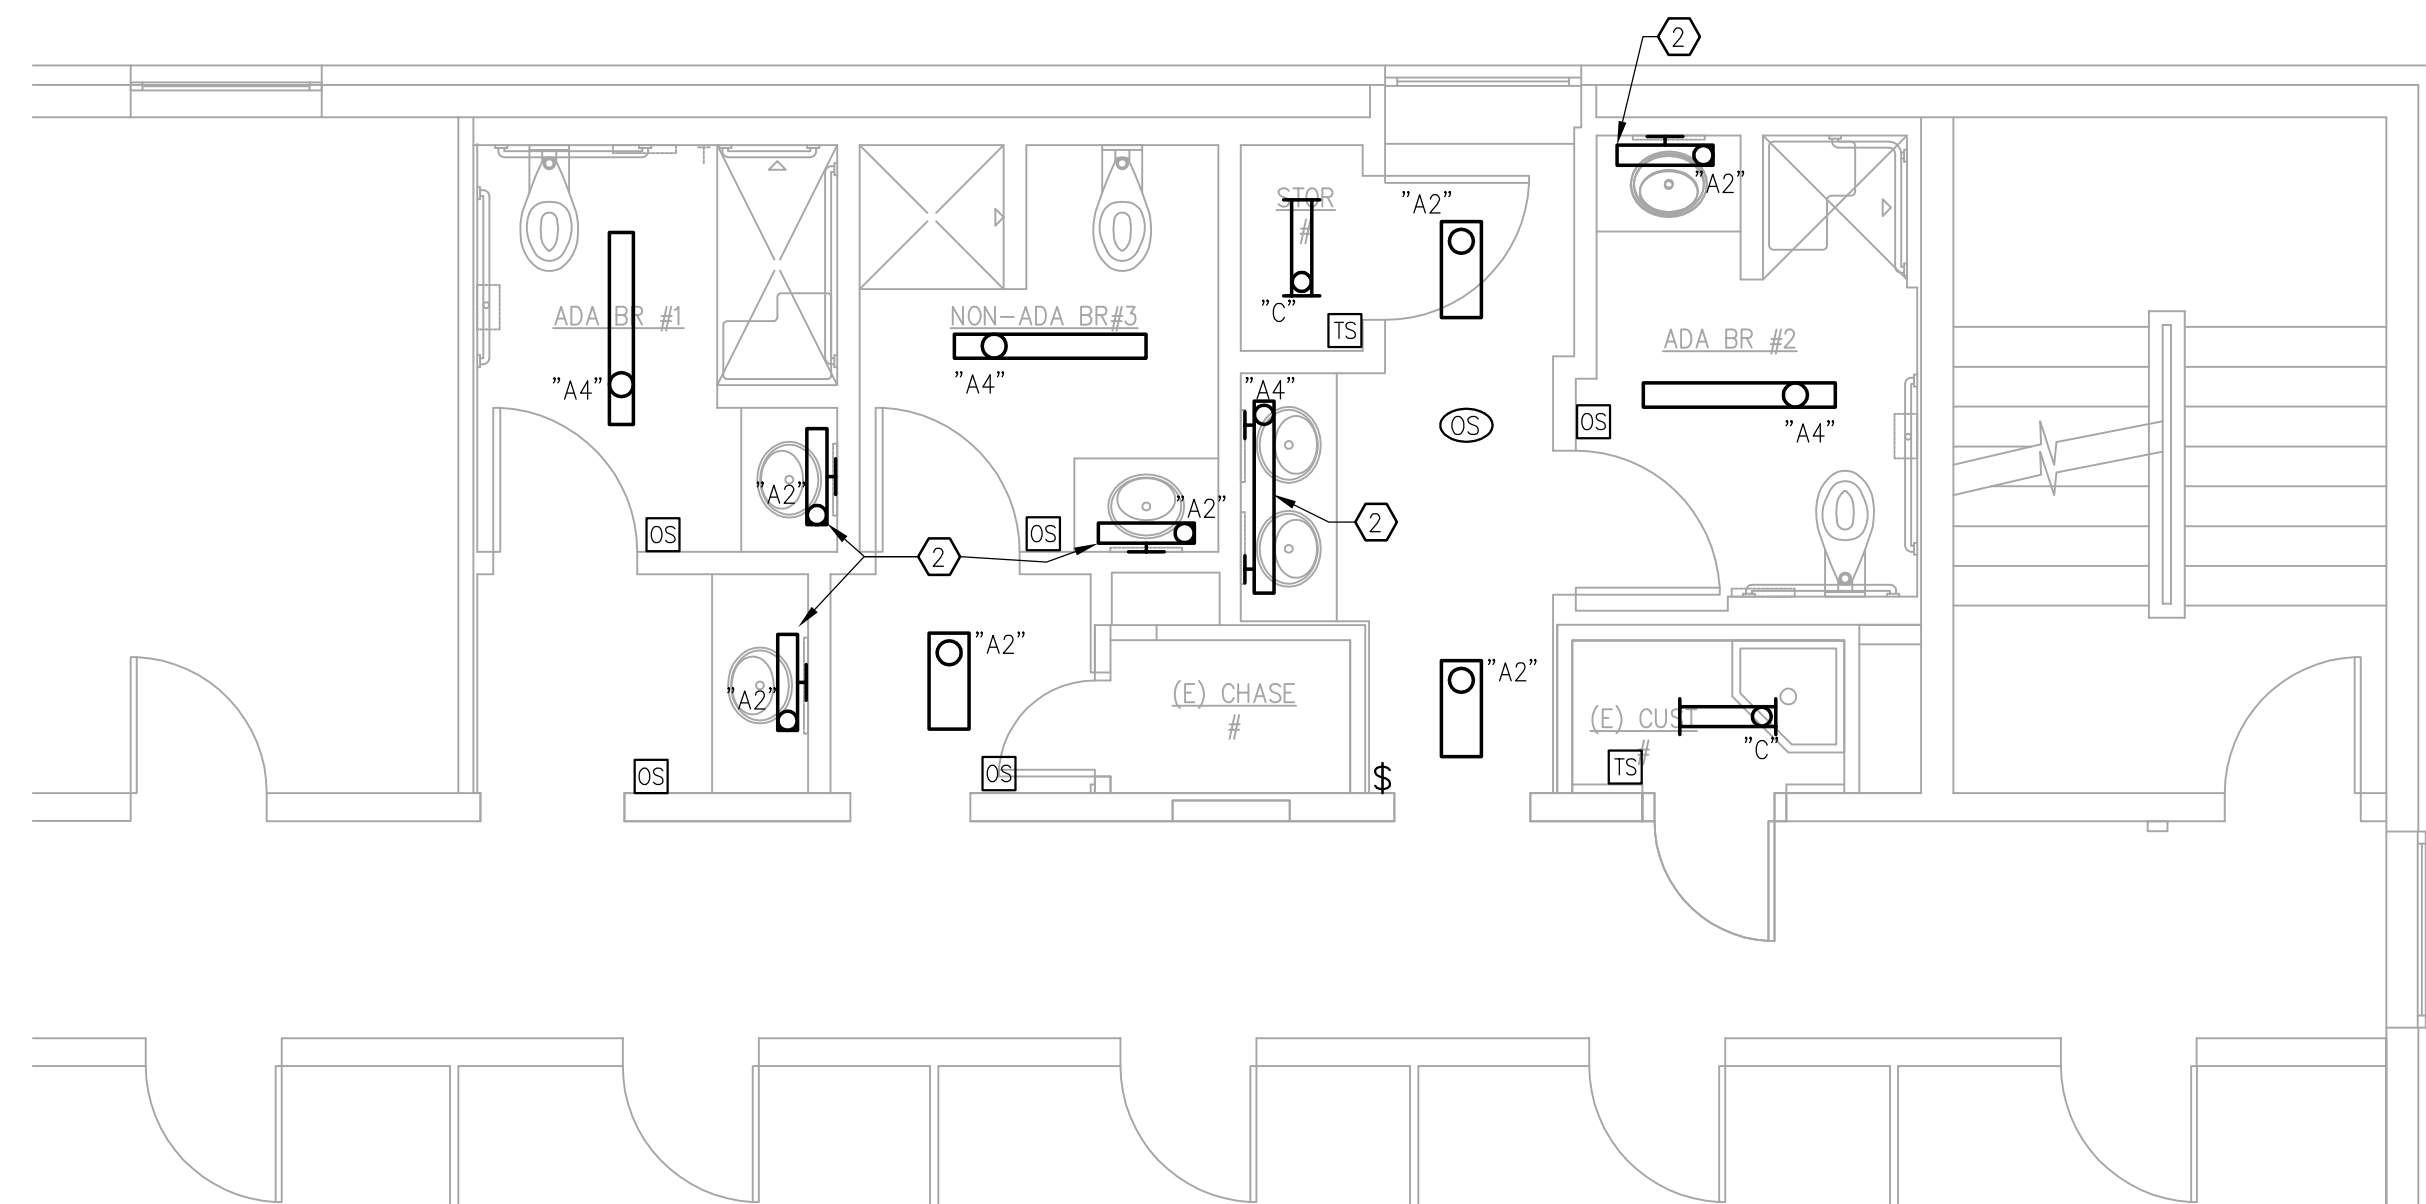 2
"A2"
STOR
#
"A2"
"C"
TS
ADA BR #1
NON-ADA BR#3
ADA BR #2
"A4"
"A4"
"A4"
OS
OS
"A4"
"A2"
"A2"
2
OS
OS
2
"A2"
"A2"
"A2"
(E) CHASE
#
(E) CUST
#
"C"
TS
OS
OS
$